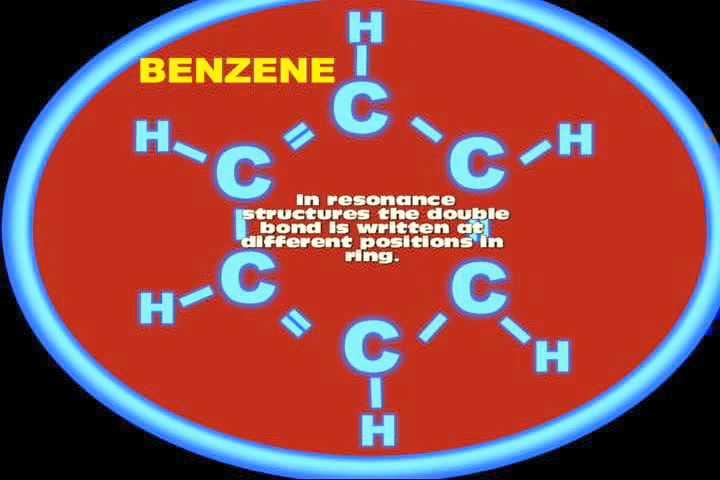 H
BENZENE
C
H
C
C
H
In resonance
structures the double
bond is written at
different positions in
ring.
C
C
H
C
H
H